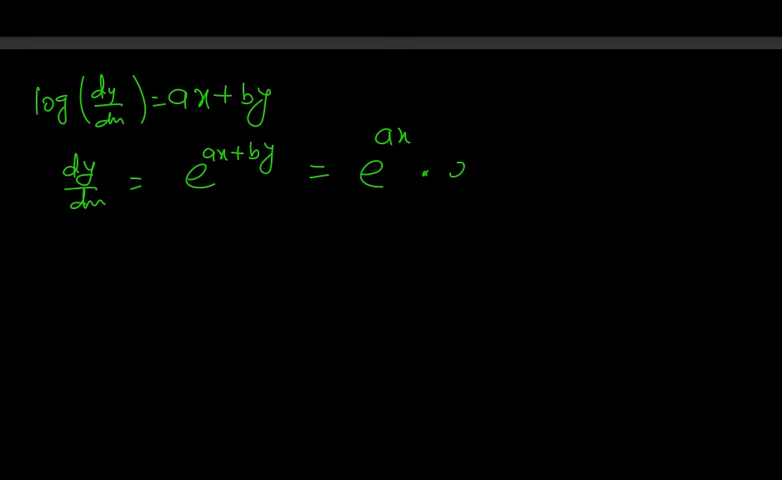 log(dy/dx) = ax + by
dy/dx = e^{ax+by} = e^{ax} ·